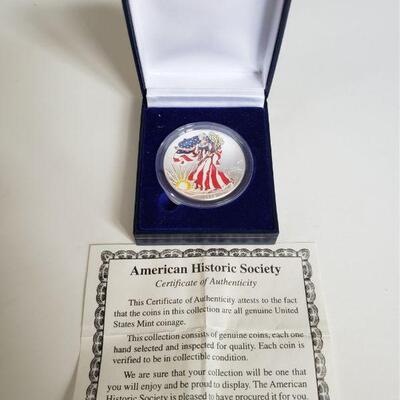 American Historic Society
Certificate of Authenticity
This Certificate of Authenticity attests to the fact
that the coins in this collection are all genuine United
States Mint coinage.
This collection consists of genuine coins, each one
hand selected and inspected for quality. Each coin is
verified to be in collectible condition.
We are sure that your collection will be one that
you will enjoy and be proud to display. The American
Historic Society is pleased to have procured it for you.